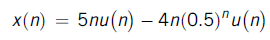 x(n) = 5nu(n) – 4n(0.5)ⁿu(n)